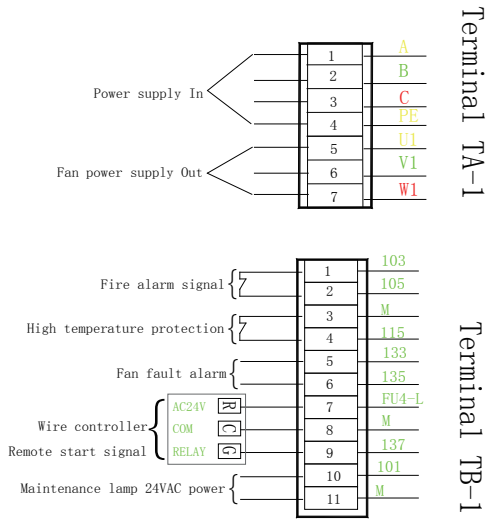 Terminal TA-1
1 A
2 B
Power supply In
3 C
4 PE
5 U1
Fan power supply Out
6 V1
7 W1
Terminal TB-1
1 103
Fire alarm signal
2 105
3 M
High temperature protection
4 115
5 133
Fan fault alarm
6 135
AC24V R 7 FU4-L
Wire controller
COM C 8 M
Remote start signal
RELAY G 9 137
10 101
Maintenance lamp 24VAC power
11 M